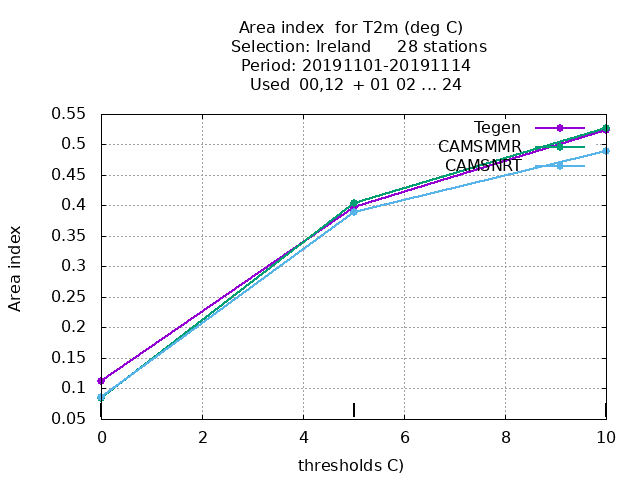 Area index  for T2m (deg C)
Selection: Ireland     28 stations
Period: 20191101-20191114
Used  00,12  + 01 02 ... 24
0.55
0.5
0.45
0.4
0.35
0.3
0.25
0.2
0.15
0.1
0.05
Area index
Tegen
CAMSMMR
CAMSNRT
0 2 4 6 8 10
thresholds C)